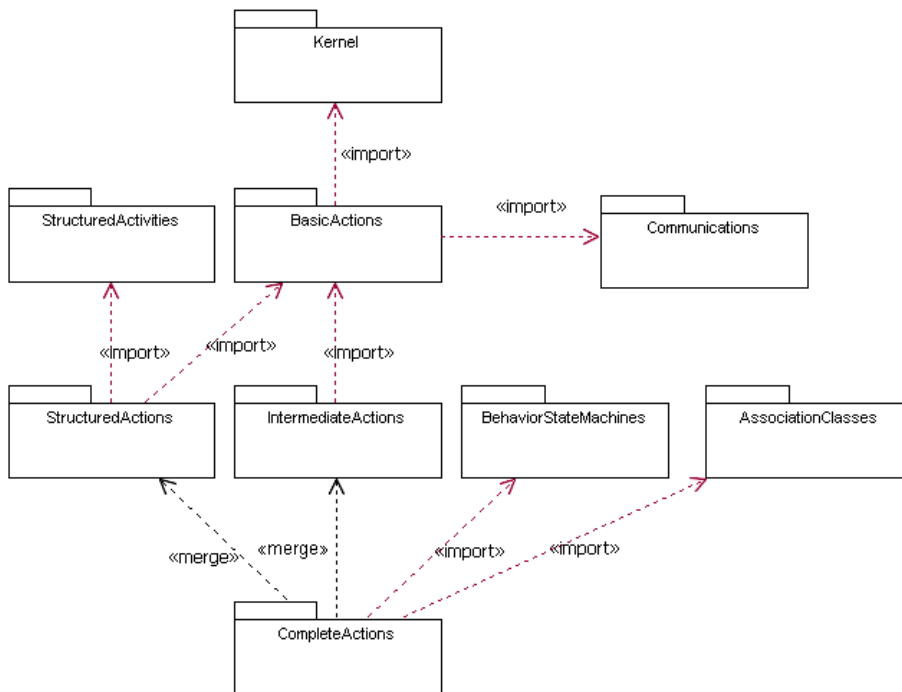 Kernel
«import»
StructuredActivities
BasicActions
«import»
Communications
«import»
«import»
«import»
StructuredActions
IntermediateActions
BehaviorStateMachines
AssociationClasses
«merge»
«merge»
«import»
«import»
CompleteActions